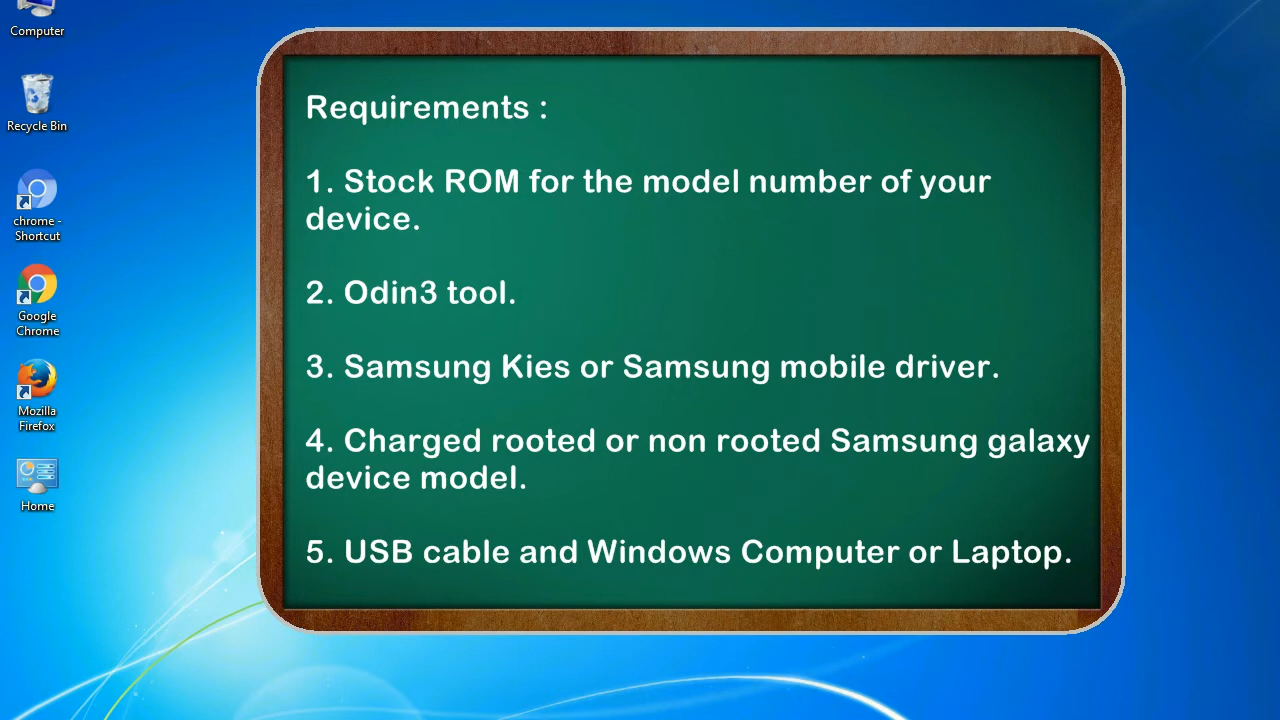 Computer
Recycle Bin
chrome -
Shortcut
Google
Chrome
Mozilla
Firefox
Home
Requirements :
1. Stock ROM for the model number of your
device.
2. Odin3 tool.
3. Samsung Kies or Samsung mobile driver.
4. Charged rooted or non rooted Samsung galaxy
device model.
5. USB cable and Windows Computer or Laptop.